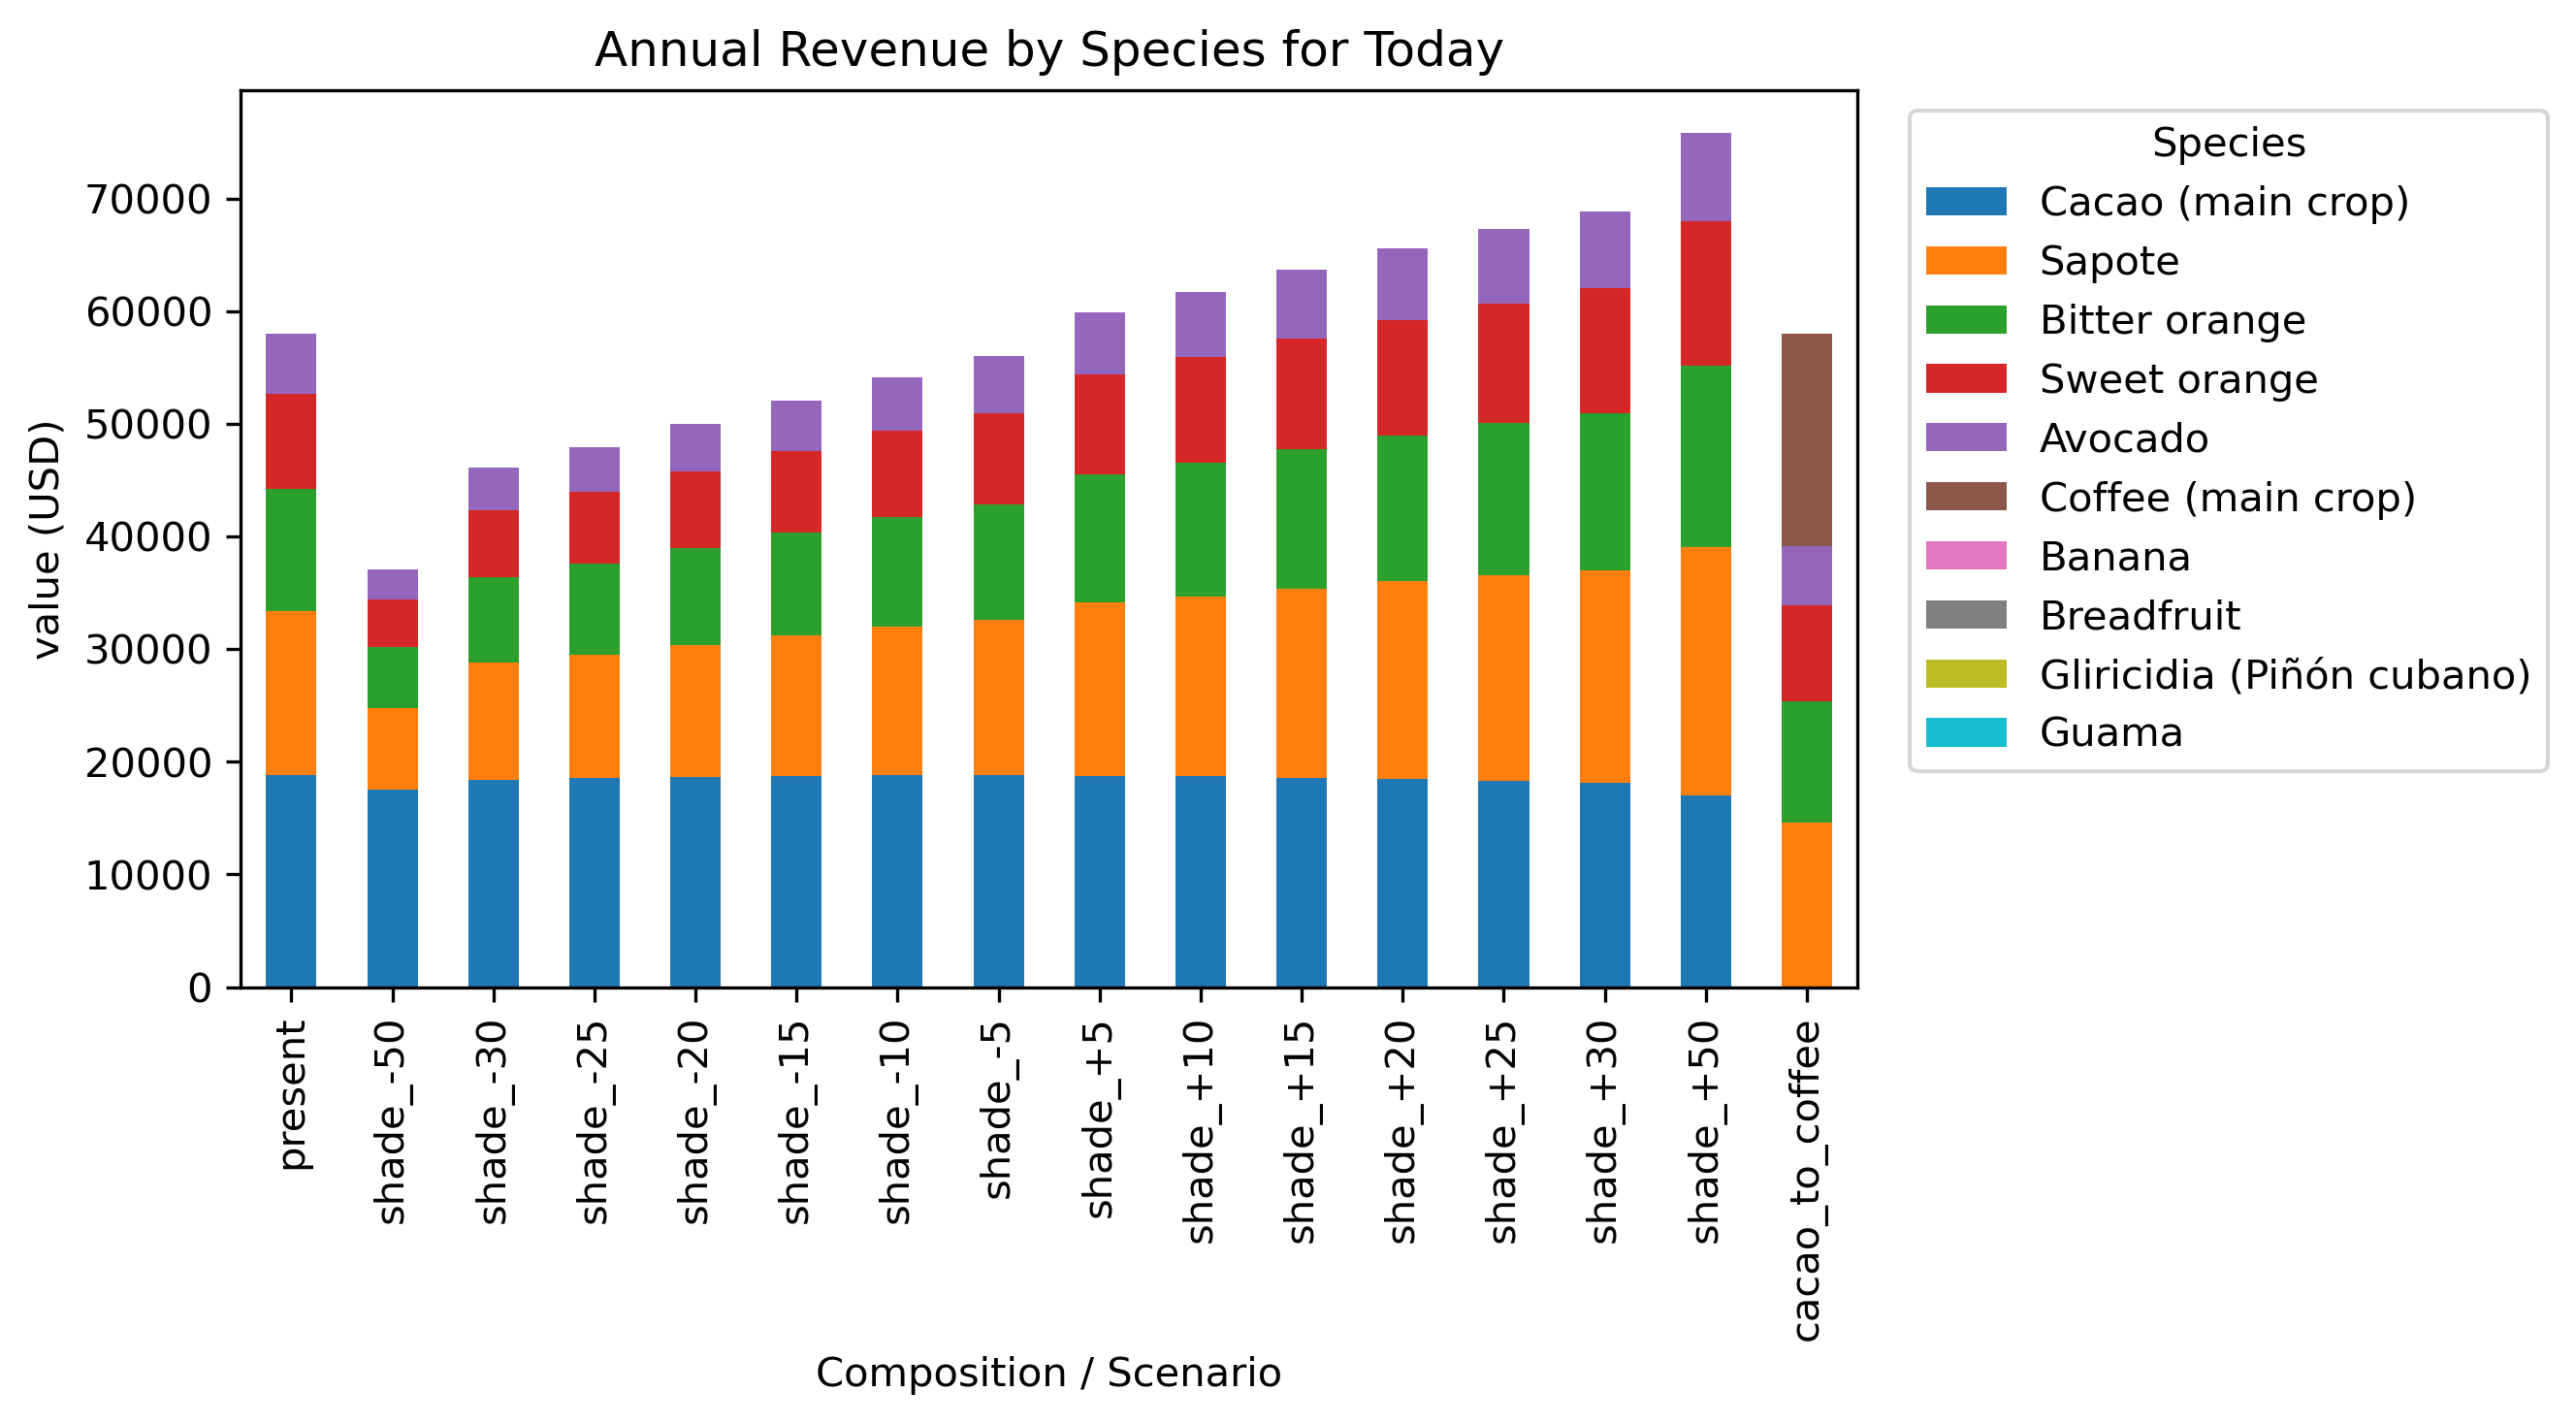 Annual Revenue by Species for Today
value (USD)
70000
60000
50000
40000
30000
20000
10000
0
present
shade_-50
shade_-30
shade_-25
shade_-20
shade_-15
shade_-10
shade_-5
shade_+5
shade_+10
shade_+15
shade_+20
shade_+25
shade_+30
shade_+50
cacao_to_coffee
Composition / Scenario
Species
Cacao (main crop)
Sapote
Bitter orange
Sweet orange
Avocado
Coffee (main crop)
Banana
Breadfruit
Gliricidia (Piñón cubano)
Guama